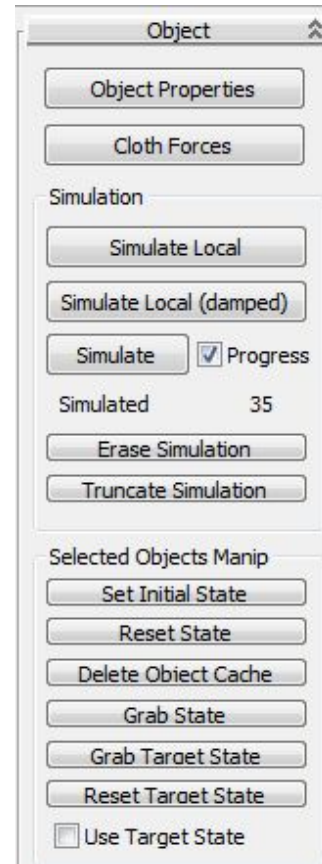 Object
Object Properties
Cloth Forces
Simulation
Simulate Local
Simulate Local (damped)
Simulate Progress
Simulated 35
Erase Simulation
Truncate Simulation
Selected Objects Manip
Set Initial State
Reset State
Delete Object Cache
Grab State
Grab Target State
Reset Target State
Use Target State